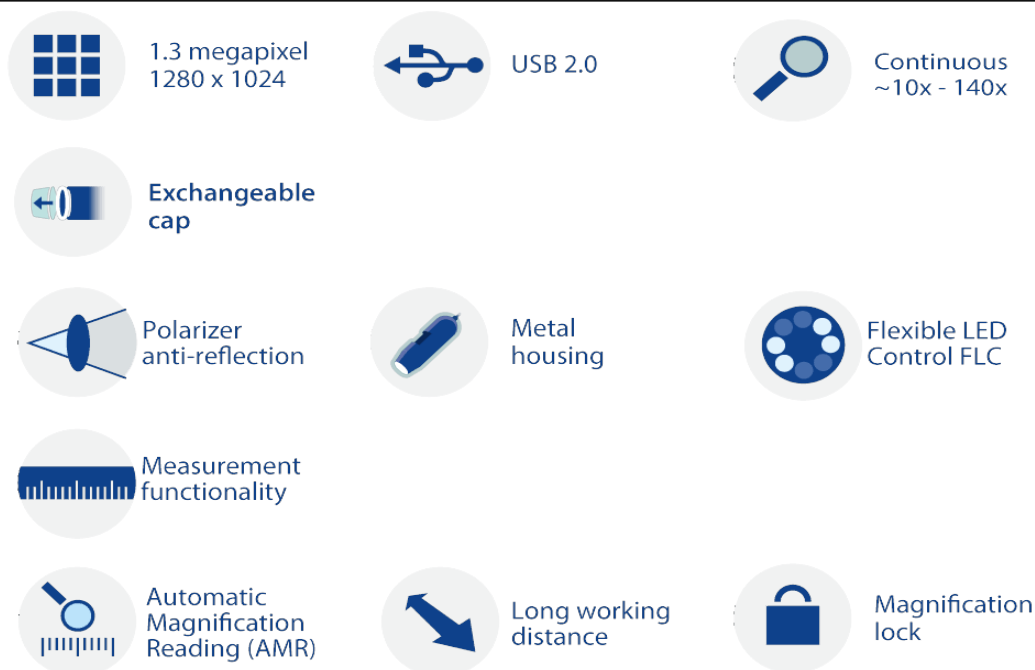 1.3 megapixel
1280 x 1024
USB 2.0
Continuous
~10x - 140x
Exchangeable
cap
Polarizer
anti-reflection
Metal
housing
Flexible LED
Control FLC
Measurement
functionality
Automatic
Magnification
Reading (AMR)
Long working
distance
Magnification
lock